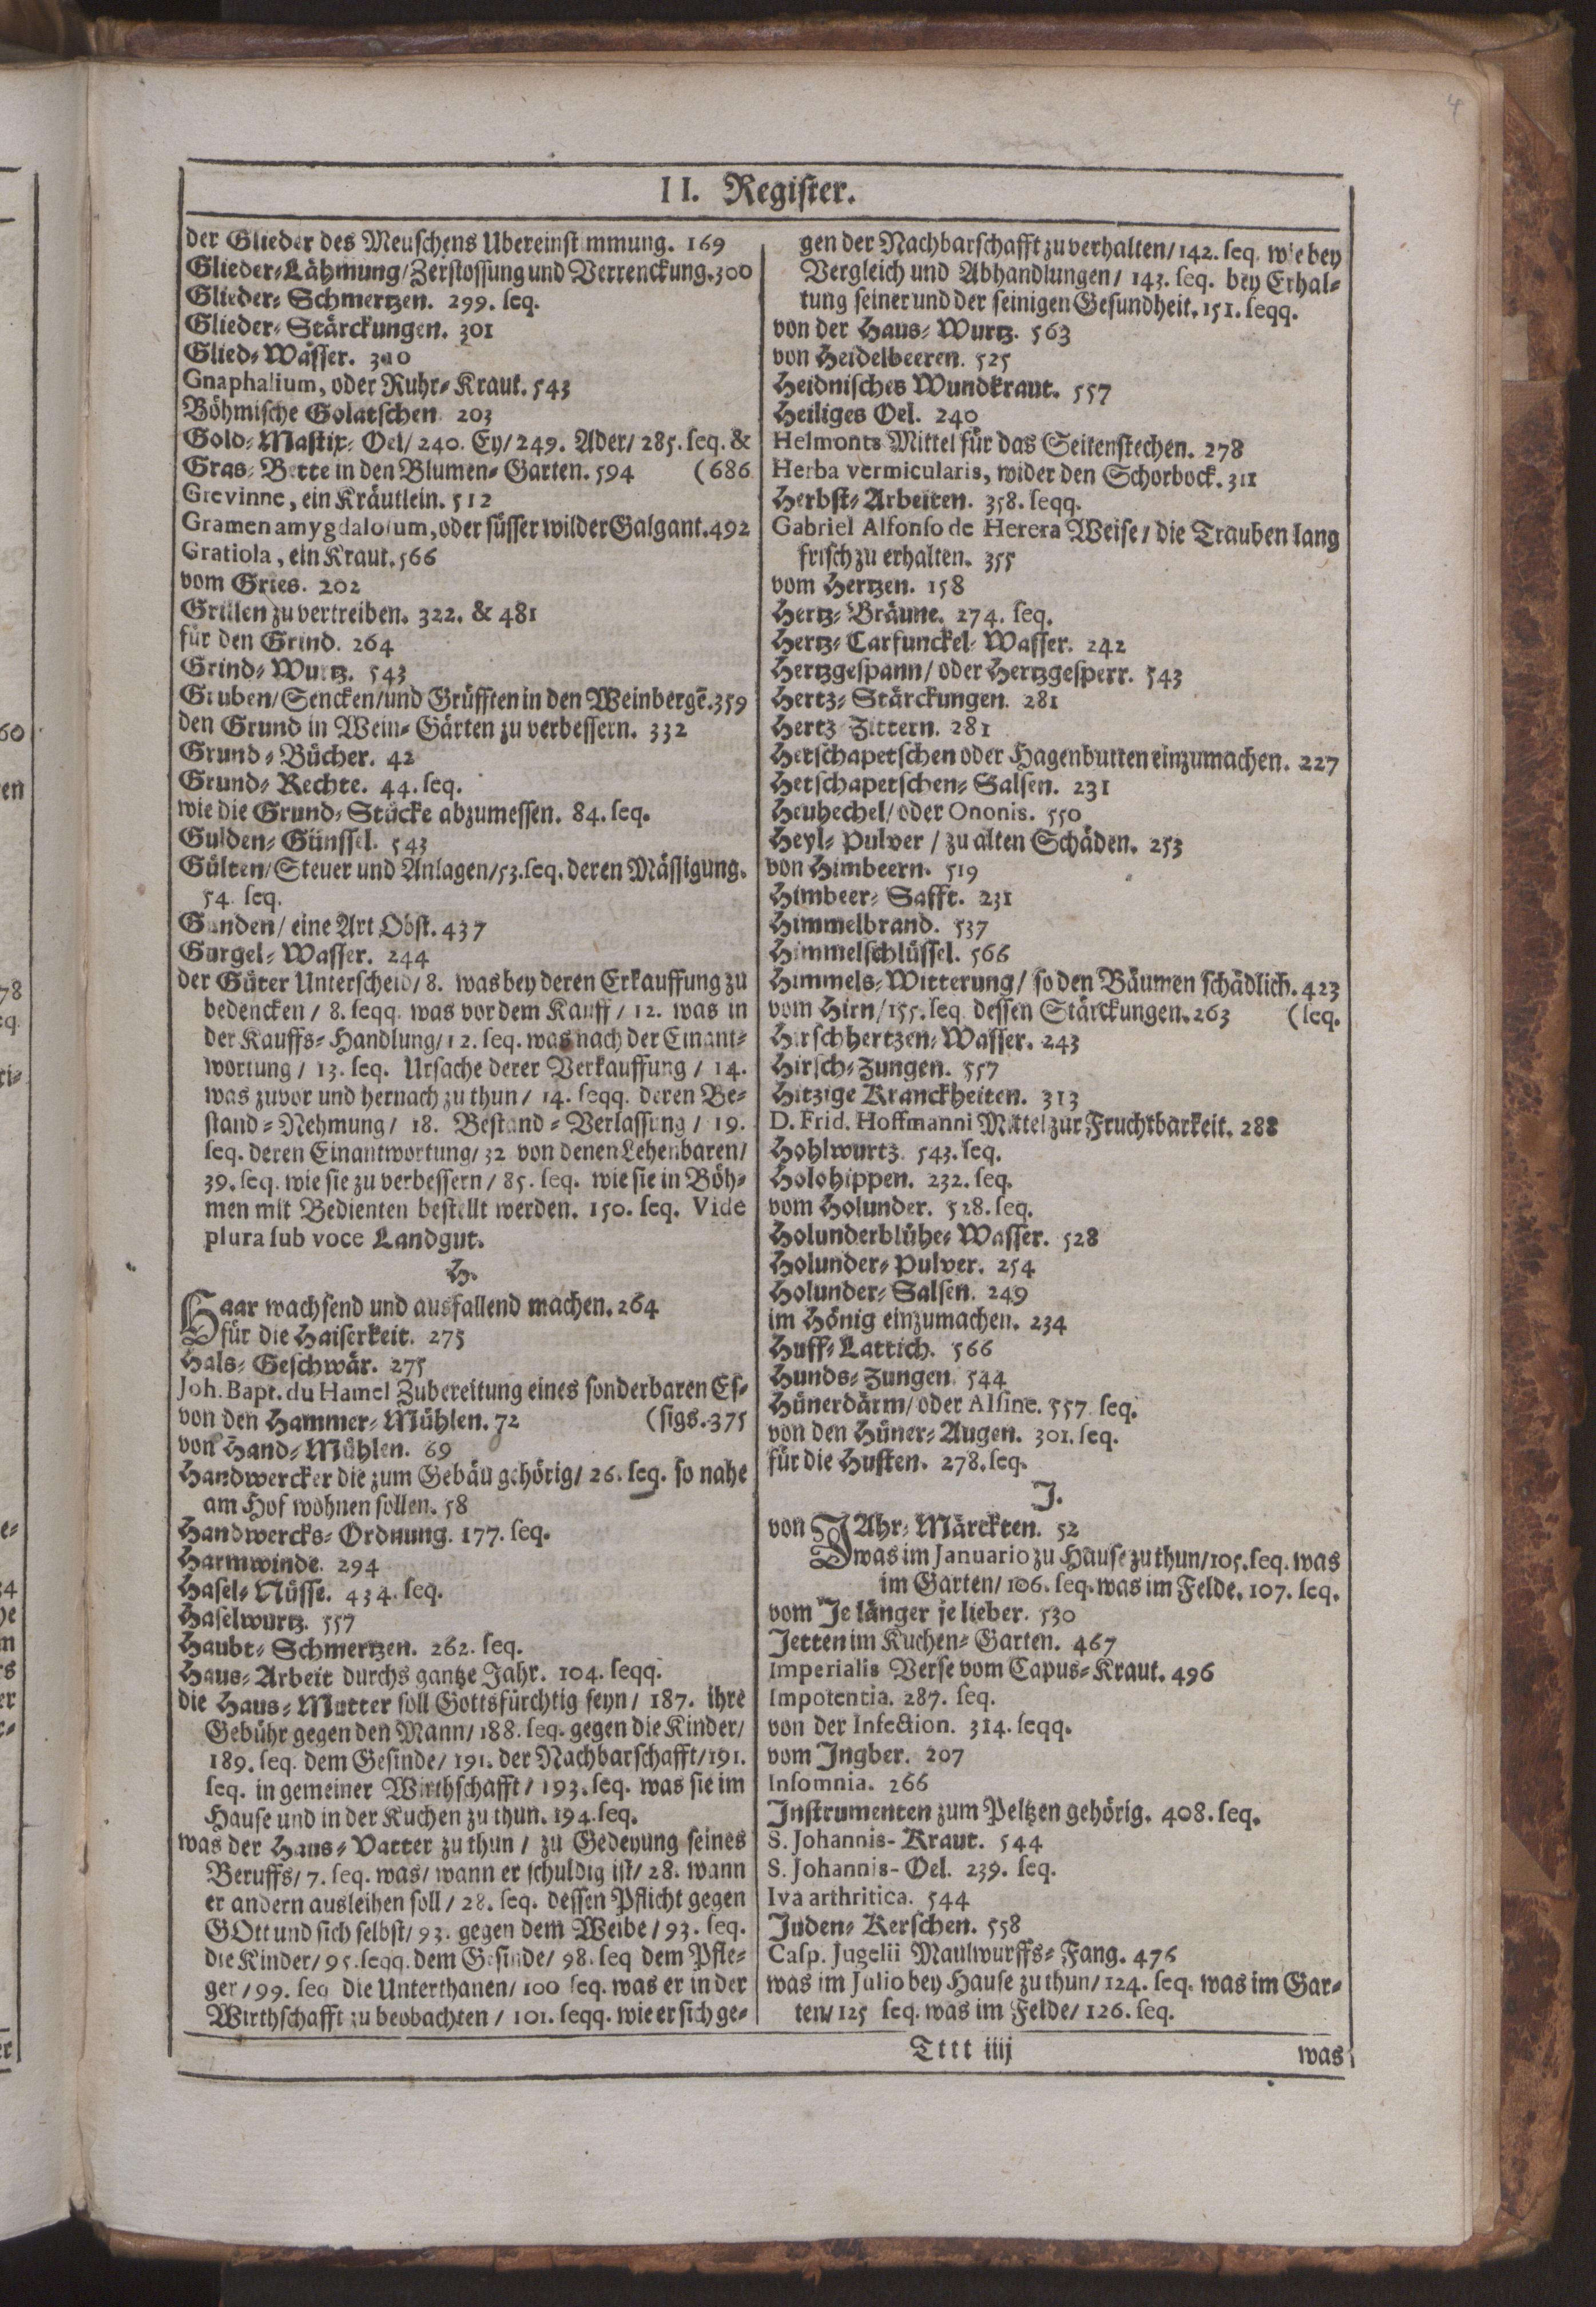 II. Register.
der Glieder des Meuschens Ubereinstimmung. 169
Glieder-Lähmung/Zerstossung und Verrenckung. 300
Glieder-Schmertzen. 299. seq.
Glieder-Stärckungen. 301
Glied-Wässer. 300
Gnaphalium, oder Ruhr-Kraut. 543
Böhmische Golatschen 203
Gold-Mastix-Oel/ 240. Ey/ 249. Ader/ 285. seq. &
Gras-Bette in den Blumen-Garten. 594 (686
Grevinne, ein Kräutlein. 512
Gramen amygdalosum, oder süsser wilder Galgant. 492
Gratiola, ein Kraut. 566
vom Gries. 202
Grillen zu vertreiben. 322. & 481
für den Grind. 264
Grind-Wurtz. 543
Gruben/Sencken/und Grüfften in den Weinbergē. 359
den Grund in Wein-Gärten zu verbessern. 332
Grund-Bücher. 42
Grund-Rechte. 44. seq.
wie die Grund-Stücke abzumessen. 84. seq.
Gulden-Günssel. 543
Gülten/Steuer und Anlagen/53. seq. deren Mässigung.
54. seq.
Gunden/ eine Art Obst. 437
Gurgel-Wasser. 244
der Güter Unterscheid/ 8. was bey deren Erkauffung zu
bedencken / 8. seqq. was vor dem Kauff / 12. was in
der Kauffs-Handlung/ 12. seq. was nach der Einant-
wortung / 13. seq. Ursache derer Verkauffung / 14.
was zuvor und hernach zu thun / 14. seqq. deren Be-
stand-Nehmung/ 18. Bestand-Verlassung / 19.
seq. deren Einantwortung/ 32 von denen Lehenbaren/
39. seq. wie sie zu verbessern / 85. seq. wie sie in Böh-
men mit Bedienten bestellt werden. 150. seq. Vide
plura sub voce Landgut.
H.
Haar wachsend und ausfallend machen. 264
für die Haiserkeit. 275
Hals-Geschwär. 275
Joh. Bapt. du Hamel Zubereitung eines sonderbaren Es-
von den Hammer-Mühlen. 72 (sigs. 375
von Hand-Mühlen. 69
Handwercker die zum Gebäu gehörig/ 26. seq. so nahe
am Hof wohnen sollen. 58
Handwercks-Ordnung. 177. seq.
Harmwinde. 294
Hasel-Nüsse. 434. seq.
Haselwurtz. 557
Haubt-Schmertzen. 262. seq.
Haus-Arbeit durchs gantze Jahr. 104. seqq.
die Haus-Mutter soll Gottsfürchtig seyn / 187. ihre
Gebühr gegen den Mann/ 188. seq. gegen die Kinder/
189. seq. dem Gesinde/ 191. der Nachbarschafft/191.
seq. in gemeiner Wirthschafft / 193. seq. was sie im
Hause und in der Kuchen zu thun. 194. seq.
was der Haus-Vatter zu thun / zu Gedeyung seines
Beruffs/ 7. seq. was/ wann er schuldig ist/ 28. wann
er andern ausleihen soll / 28. seq. dessen Pflicht gegen
GOtt und sich selbst/ 93. gegen dem Weibe / 93. seq.
die Kinder/ 95. seqq. dem Gesinde/ 98. seq dem Pfle-
ger / 99. seq die Unterthanen/ 100 seq. was er in der
Wirthschafft zu beobachten / 101. seqq. wie er sich ge-
gen der Nachbarschafft zu verhalten/ 142. seq. wie bey
Vergleich und Abhandlungen / 143. seq. bey Erhal-
tung seiner und der seinigen Gesundheit. 151. seqq.
von der Haus-Wurtz. 563
von Heidelbeeren. 525
Heidnisches Wundkraut. 557
Heiliges Oel. 240
Helmonts Mittel für das Seitenstechen. 278
Herba vermicularis, wider den Schorbock. 311
Herbst-Arbeiten. 358. seqq.
Gabriel Alfonso de Herera Weise / die Trauben lang
frisch zu erhalten. 355
vom Hertzen. 158
Hertz-Bräune. 274. seq.
Hertz-Carfunckel-Wasser. 242
Hertzgespann/ oder Hertzgesperr. 543
Hertz-Stärckungen. 281
Hertz Zittern. 281
Hetschapetschen oder Hagenbutten einzumachen. 227
Hetschapetschen-Salsen. 231
Heuhechel/ oder Ononis. 550
Heyl-Pulver / zu alten Schäden. 253
von Himbeern. 519
Himbeer-Safft. 231
Himmelbrand. 537
Himmelschlüssel. 566
Himmels-Witterung/ so den Bäumen schädlich. 423
vom Hirn/ 155. seq dessen Stärckungen. 263 (seq.
Hirschhertzen-Wasser. 243
Hirsch-Zungen. 557
Hitzige Kranckheiten. 313
D. Frid. Hoffmanni Mittel zur Fruchtbarkeit. 288
Hohlwurtz. 543. seq.
Holohippen. 232. seq.
vom Holunder. 528. seq.
Holunderblühe-Wasser. 528
Holunder-Pulver. 254
Holunder-Salsen. 249
im Hönig einzumachen. 234
Huff-Lattich. 566
Hunds-Zungen. 544
Hünerdärm/ oder Alsine. 557. seq.
von den Hüner-Augen. 301. seq.
für die Husten. 278. seq.
J.
von JAhr-Märckten. 52
was im Januario zu Hause zu thun/105. seq. was
im Garten/ 106. seq. was im Felde. 107. seq.
vom Je länger je lieber. 530
Jetten im Kuchen-Garten. 467
Imperialis Verse vom Capus-Kraut. 496
Impotentia. 287. seq.
von der Infection. 314. seqq.
vom Ingber. 207
Insomnia. 266
Instrumenten zum Peltzen gehörig. 408. seq.
S. Johannis-Kraut. 544
S. Johannis-Oel. 239. seq.
Iva arthritica. 544
Juden-Kerschen. 558
Casp. Jugelii Maulwurffs-Fang. 476
was im Julio bey Hause zu thun/ 124. seq. was im Gar-
ten/ 125 seq. was im Felde/ 126. seq.
Tttt iiij was